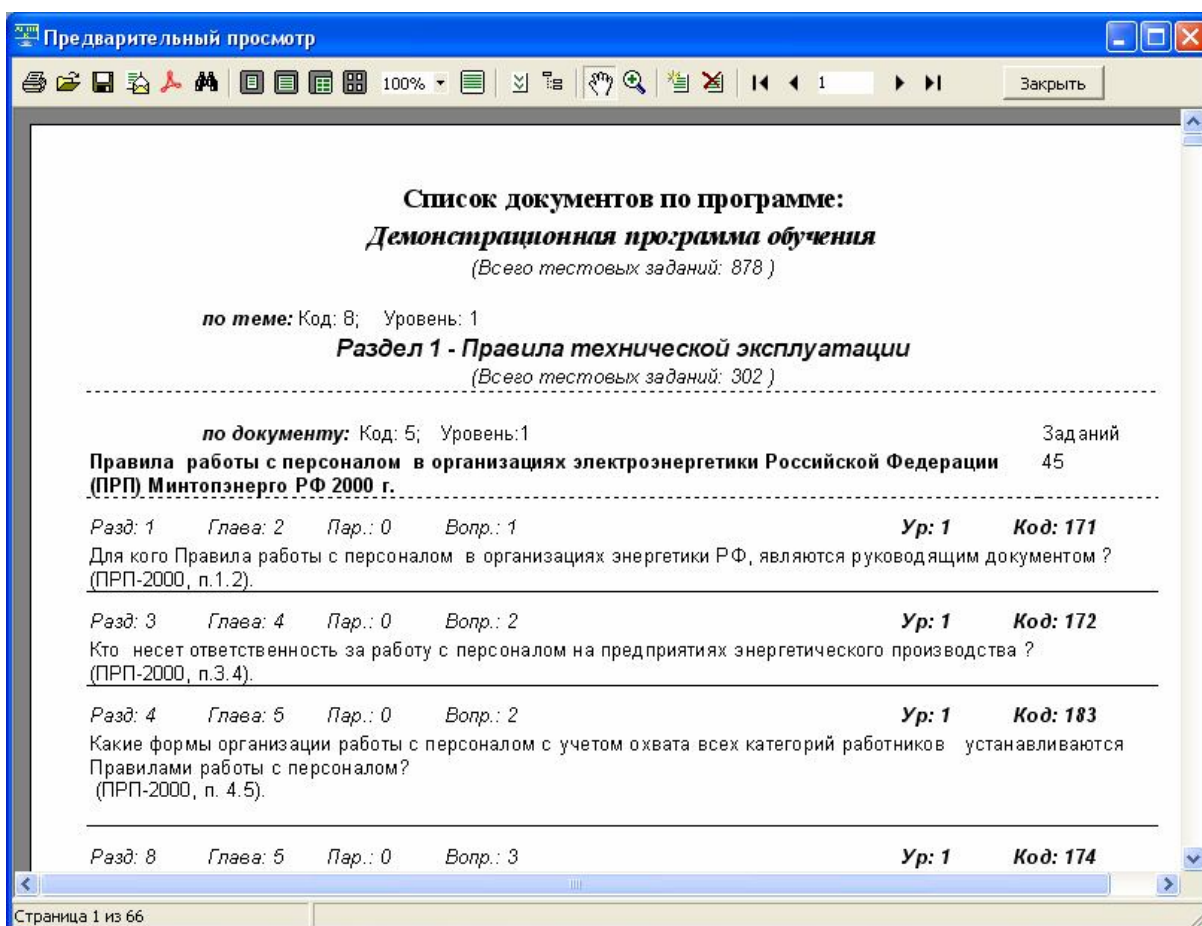 Предварительный просмотр
100% 1 Закрыть
Список документов по программе:
Демонстрационная программа обучения
(Всего тестовых заданий: 878 )
по теме: Код: 8; Уровень: 1
Раздел 1 - Правила технической эксплуатации
(Всего тестовых заданий: 302 )
по документу: Код: 5; Уровень:1 Заданий
Правила работы с персоналом в организациях электроэнергетики Российской Федерации 45
(ПРП) Минтопэнерго РФ 2000 г.
Разд: 1 Глава: 2 Пар.: 0 Вопр.: 1 Ур: 1 Код: 171
Для кого Правила работы с персоналом в организациях энергетики РФ, являются руководящим документом ?
(ПРП-2000, п.1.2).
Разд: 3 Глава: 4 Пар.: 0 Вопр.: 2 Ур: 1 Код: 172
Кто несет ответственность за работу с персоналом на предприятиях энергетического производства ?
(ПРП-2000, п.3.4).
Разд: 4 Глава: 5 Пар.: 0 Вопр.: 2 Ур: 1 Код: 183
Какие формы организации работы с персоналом с учетом охвата всех категорий работников устанавливаются
Правилами работы с персоналом?
(ПРП-2000, п. 4.5).
Разд: 8 Глава: 5 Пар.: 0 Вопр.: 3 Ур: 1 Код: 174
Страница 1 из 66